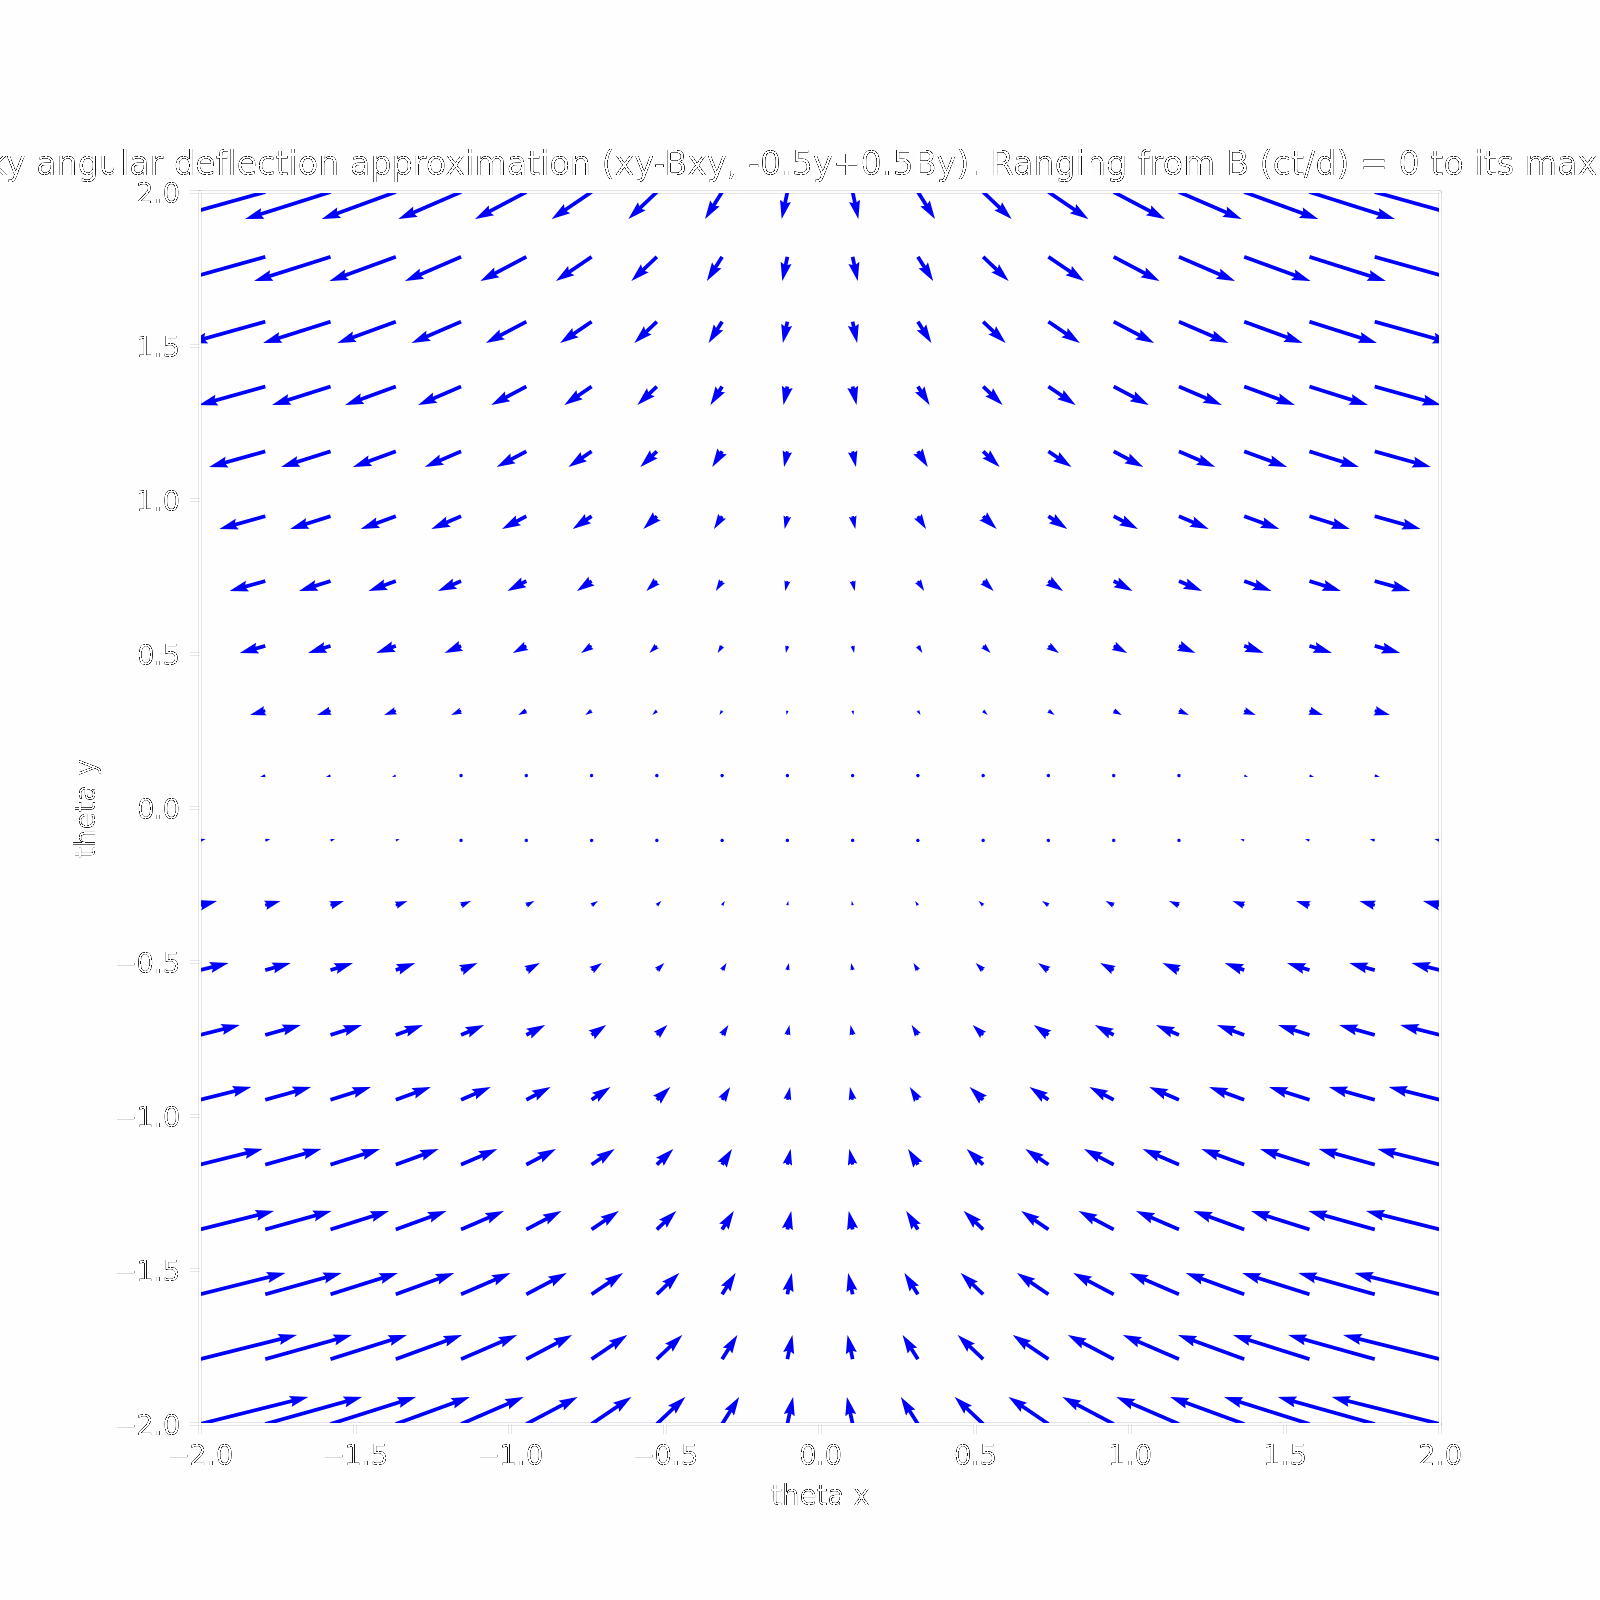 angular deflection approximation (xy-Bxy, -0.5y+0.5By). Ranging from B (ct/d) = 0 to its max
2.0
1.5
1.0
0.5
0.0
−0.5
−1.0
−1.5
−2.0
theta y
−2.0 −1.5 −1.0 −0.5 0.0 0.5 1.0 1.5 2.0
theta x